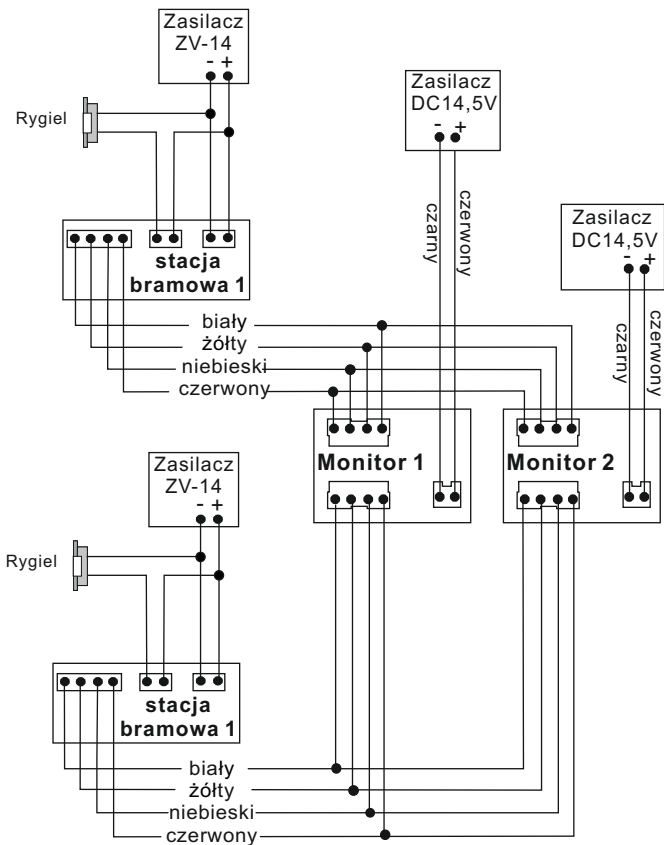 Zasilacz
ZV-14
- +
Rygiel
Zasilacz
DC14,5V
- +
czarny
czerwony
Zasilacz
DC14,5V
- +
czarny
czerwony
stacja
bramowa 1
biały
żółty
niebieski
czerwony
Monitor 1
Monitor 2
Zasilacz
ZV-14
- +
Rygiel
stacja
bramowa 1
biały
żółty
niebieski
czerwony